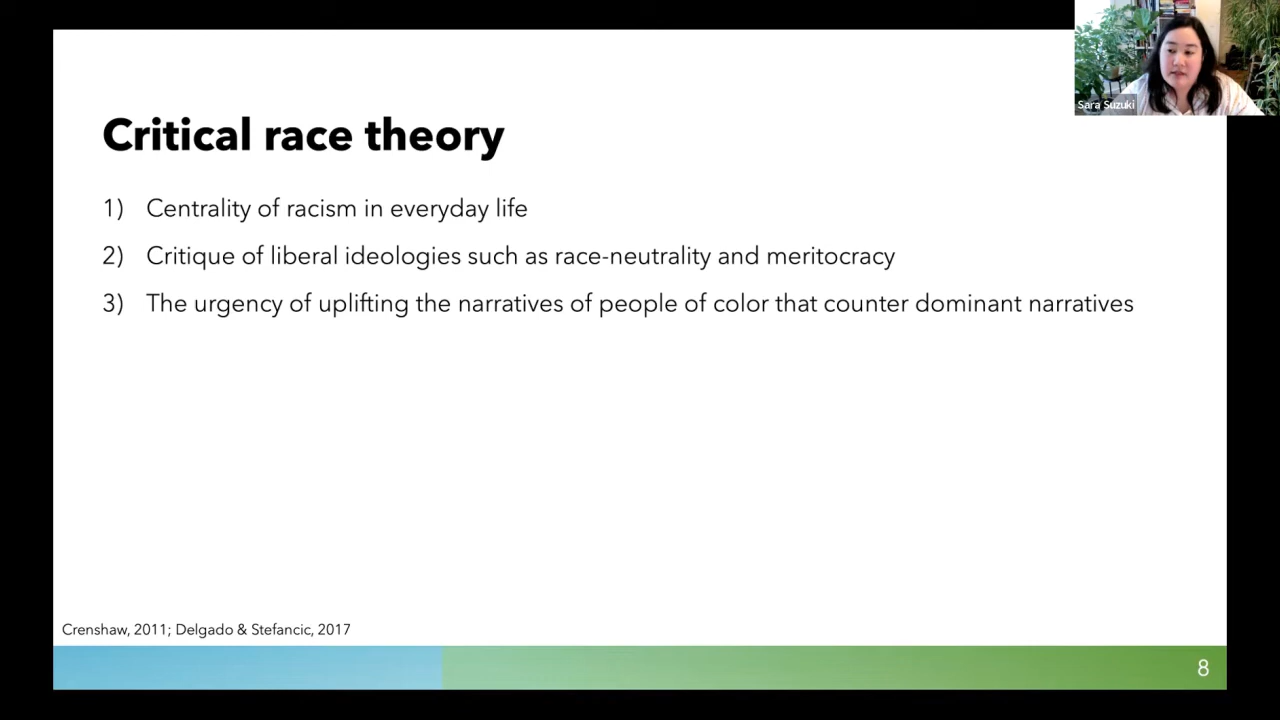 Sara Suzuki
Critical race theory
1) Centrality of racism in everyday life
2) Critique of liberal ideologies such as race-neutrality and meritocracy
3) The urgency of uplifting the narratives of people of color that counter dominant narratives
Crenshaw, 2011; Delgado & Stefancic, 2017
8